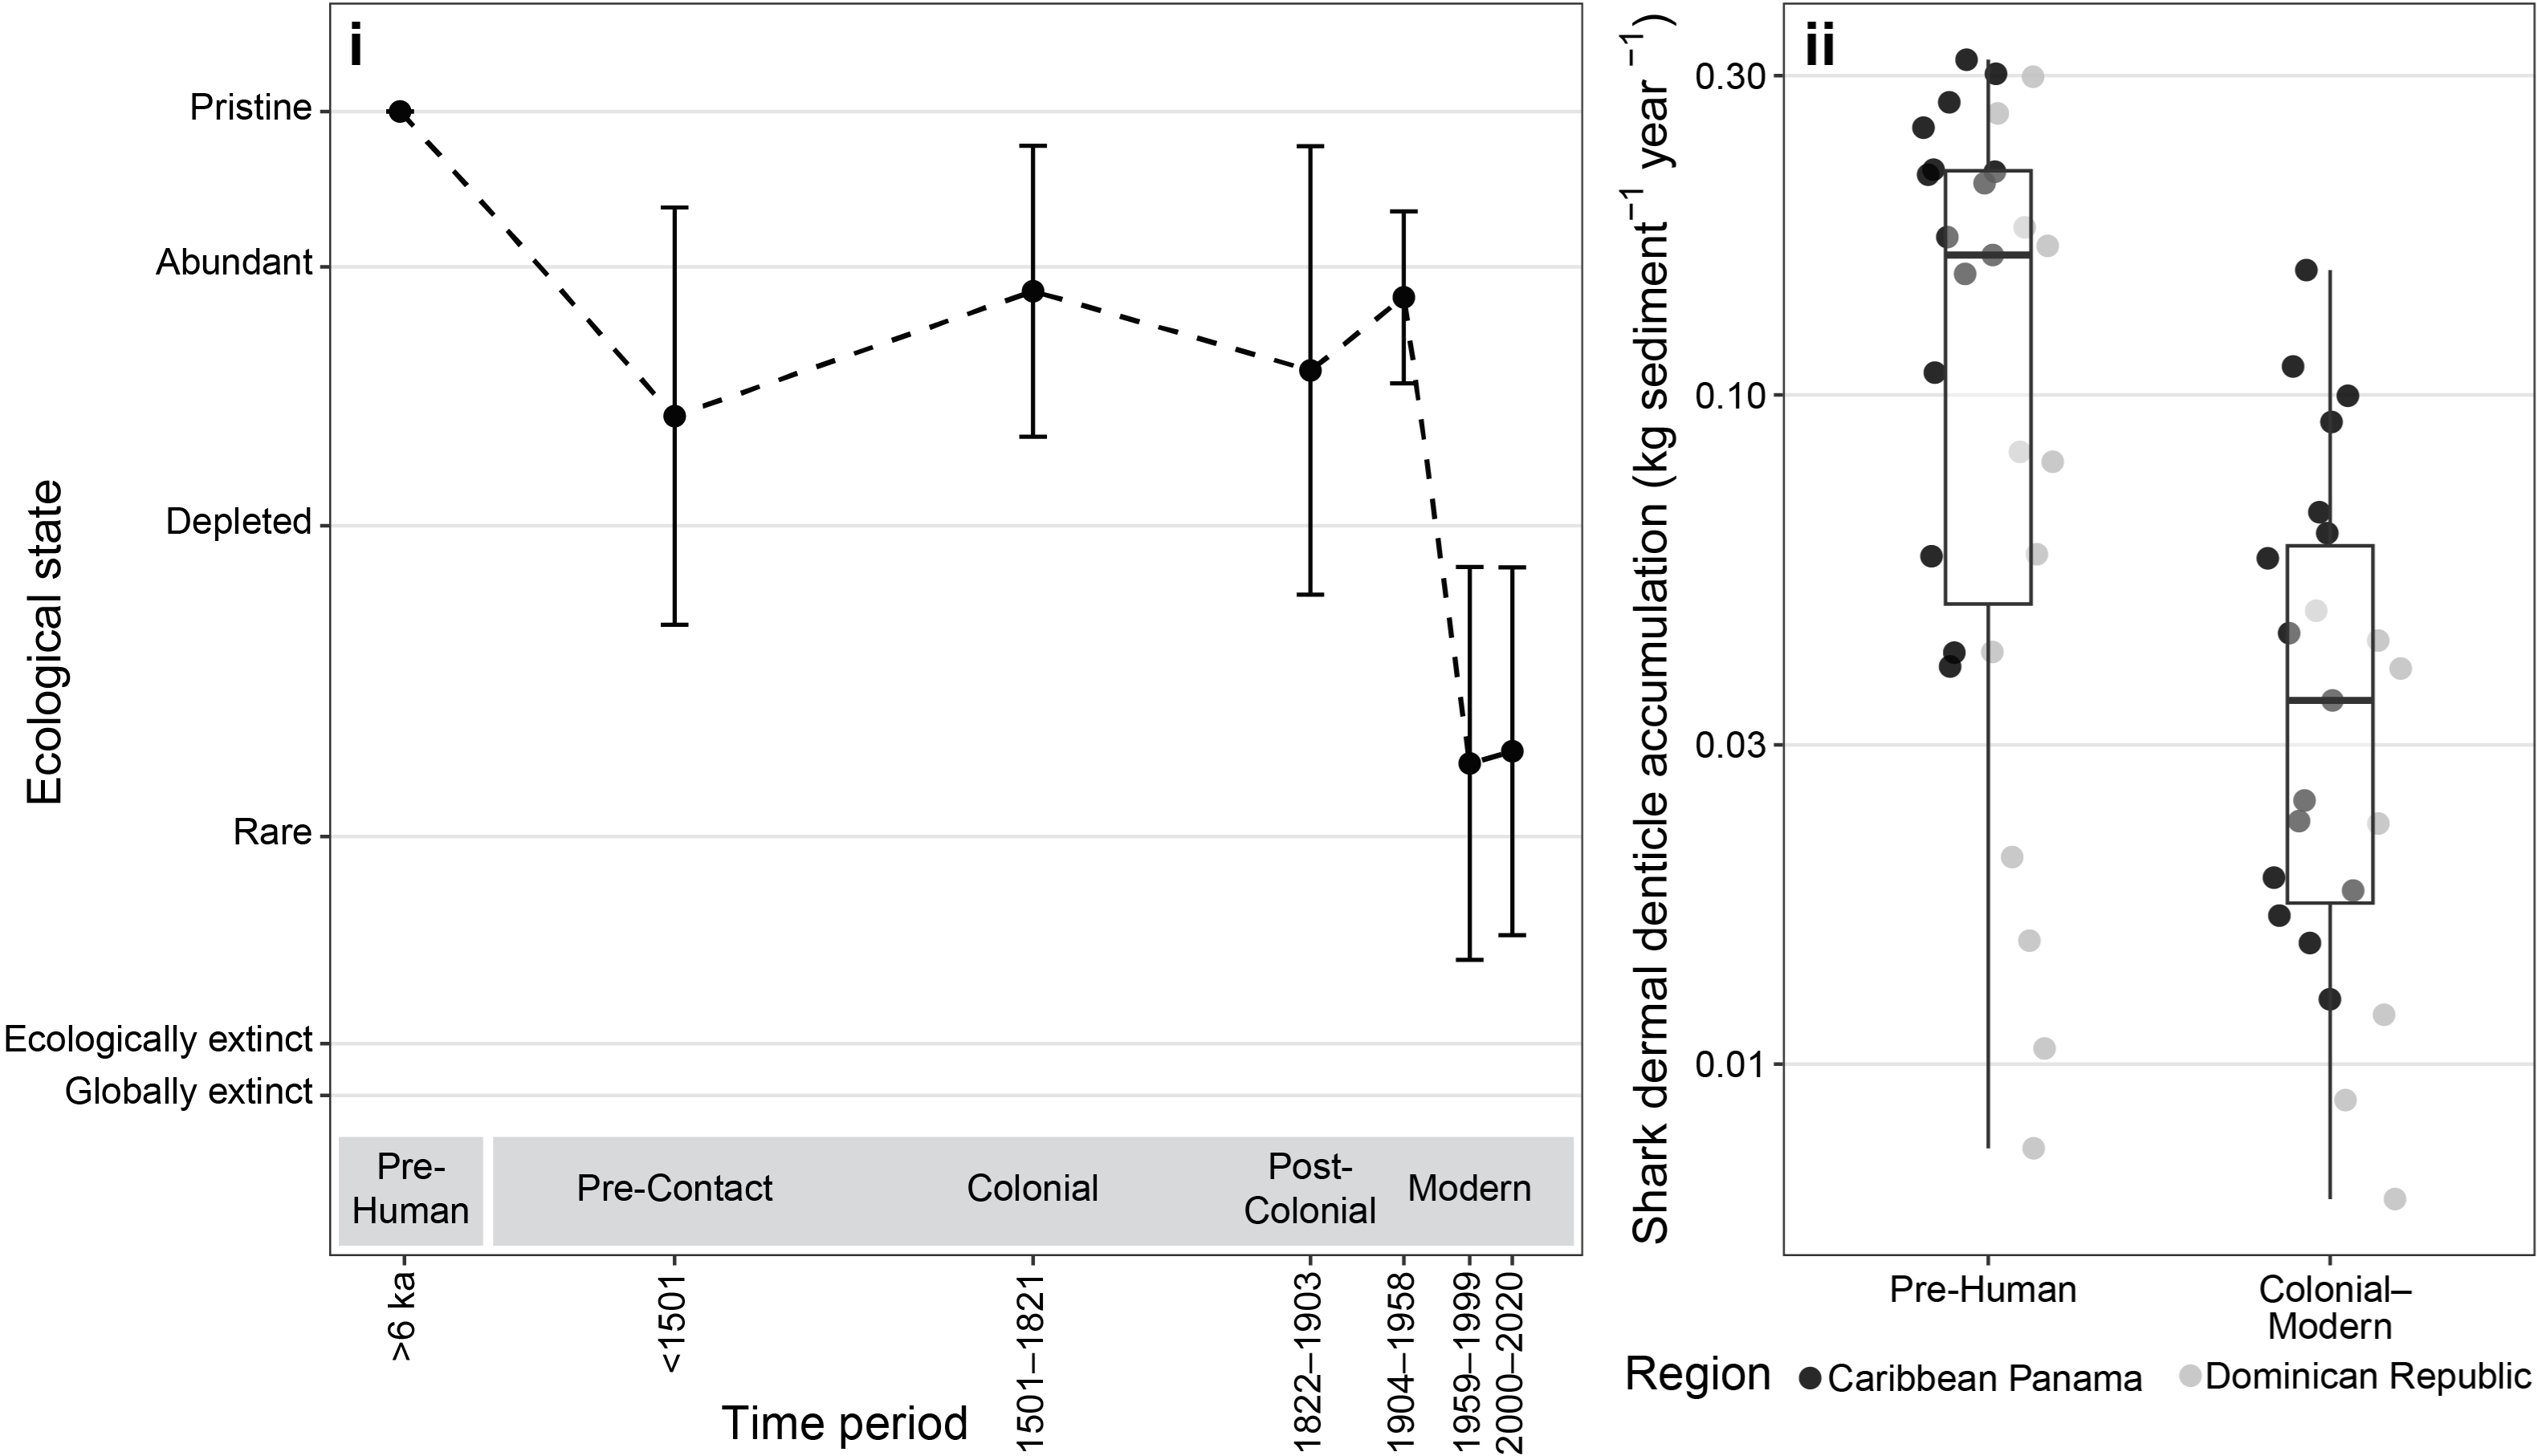 i
Ecological state
Pristine
Abundant
Depleted
Rare
Ecologically extinct
Globally extinct
Pre-
Human
Pre-Contact
Colonial
Post-
Colonial
Modern
>6 ka
<1501
1501–1821
1822–1903
1904–1958
1959–1999
2000–2020
Time period
ii
Shark dermal denticle accumulation (kg sediment⁻¹ year ⁻¹)
0.30
0.10
0.03
0.01
Pre-Human
Colonial–
Modern
Region Caribbean Panama Dominican Republic